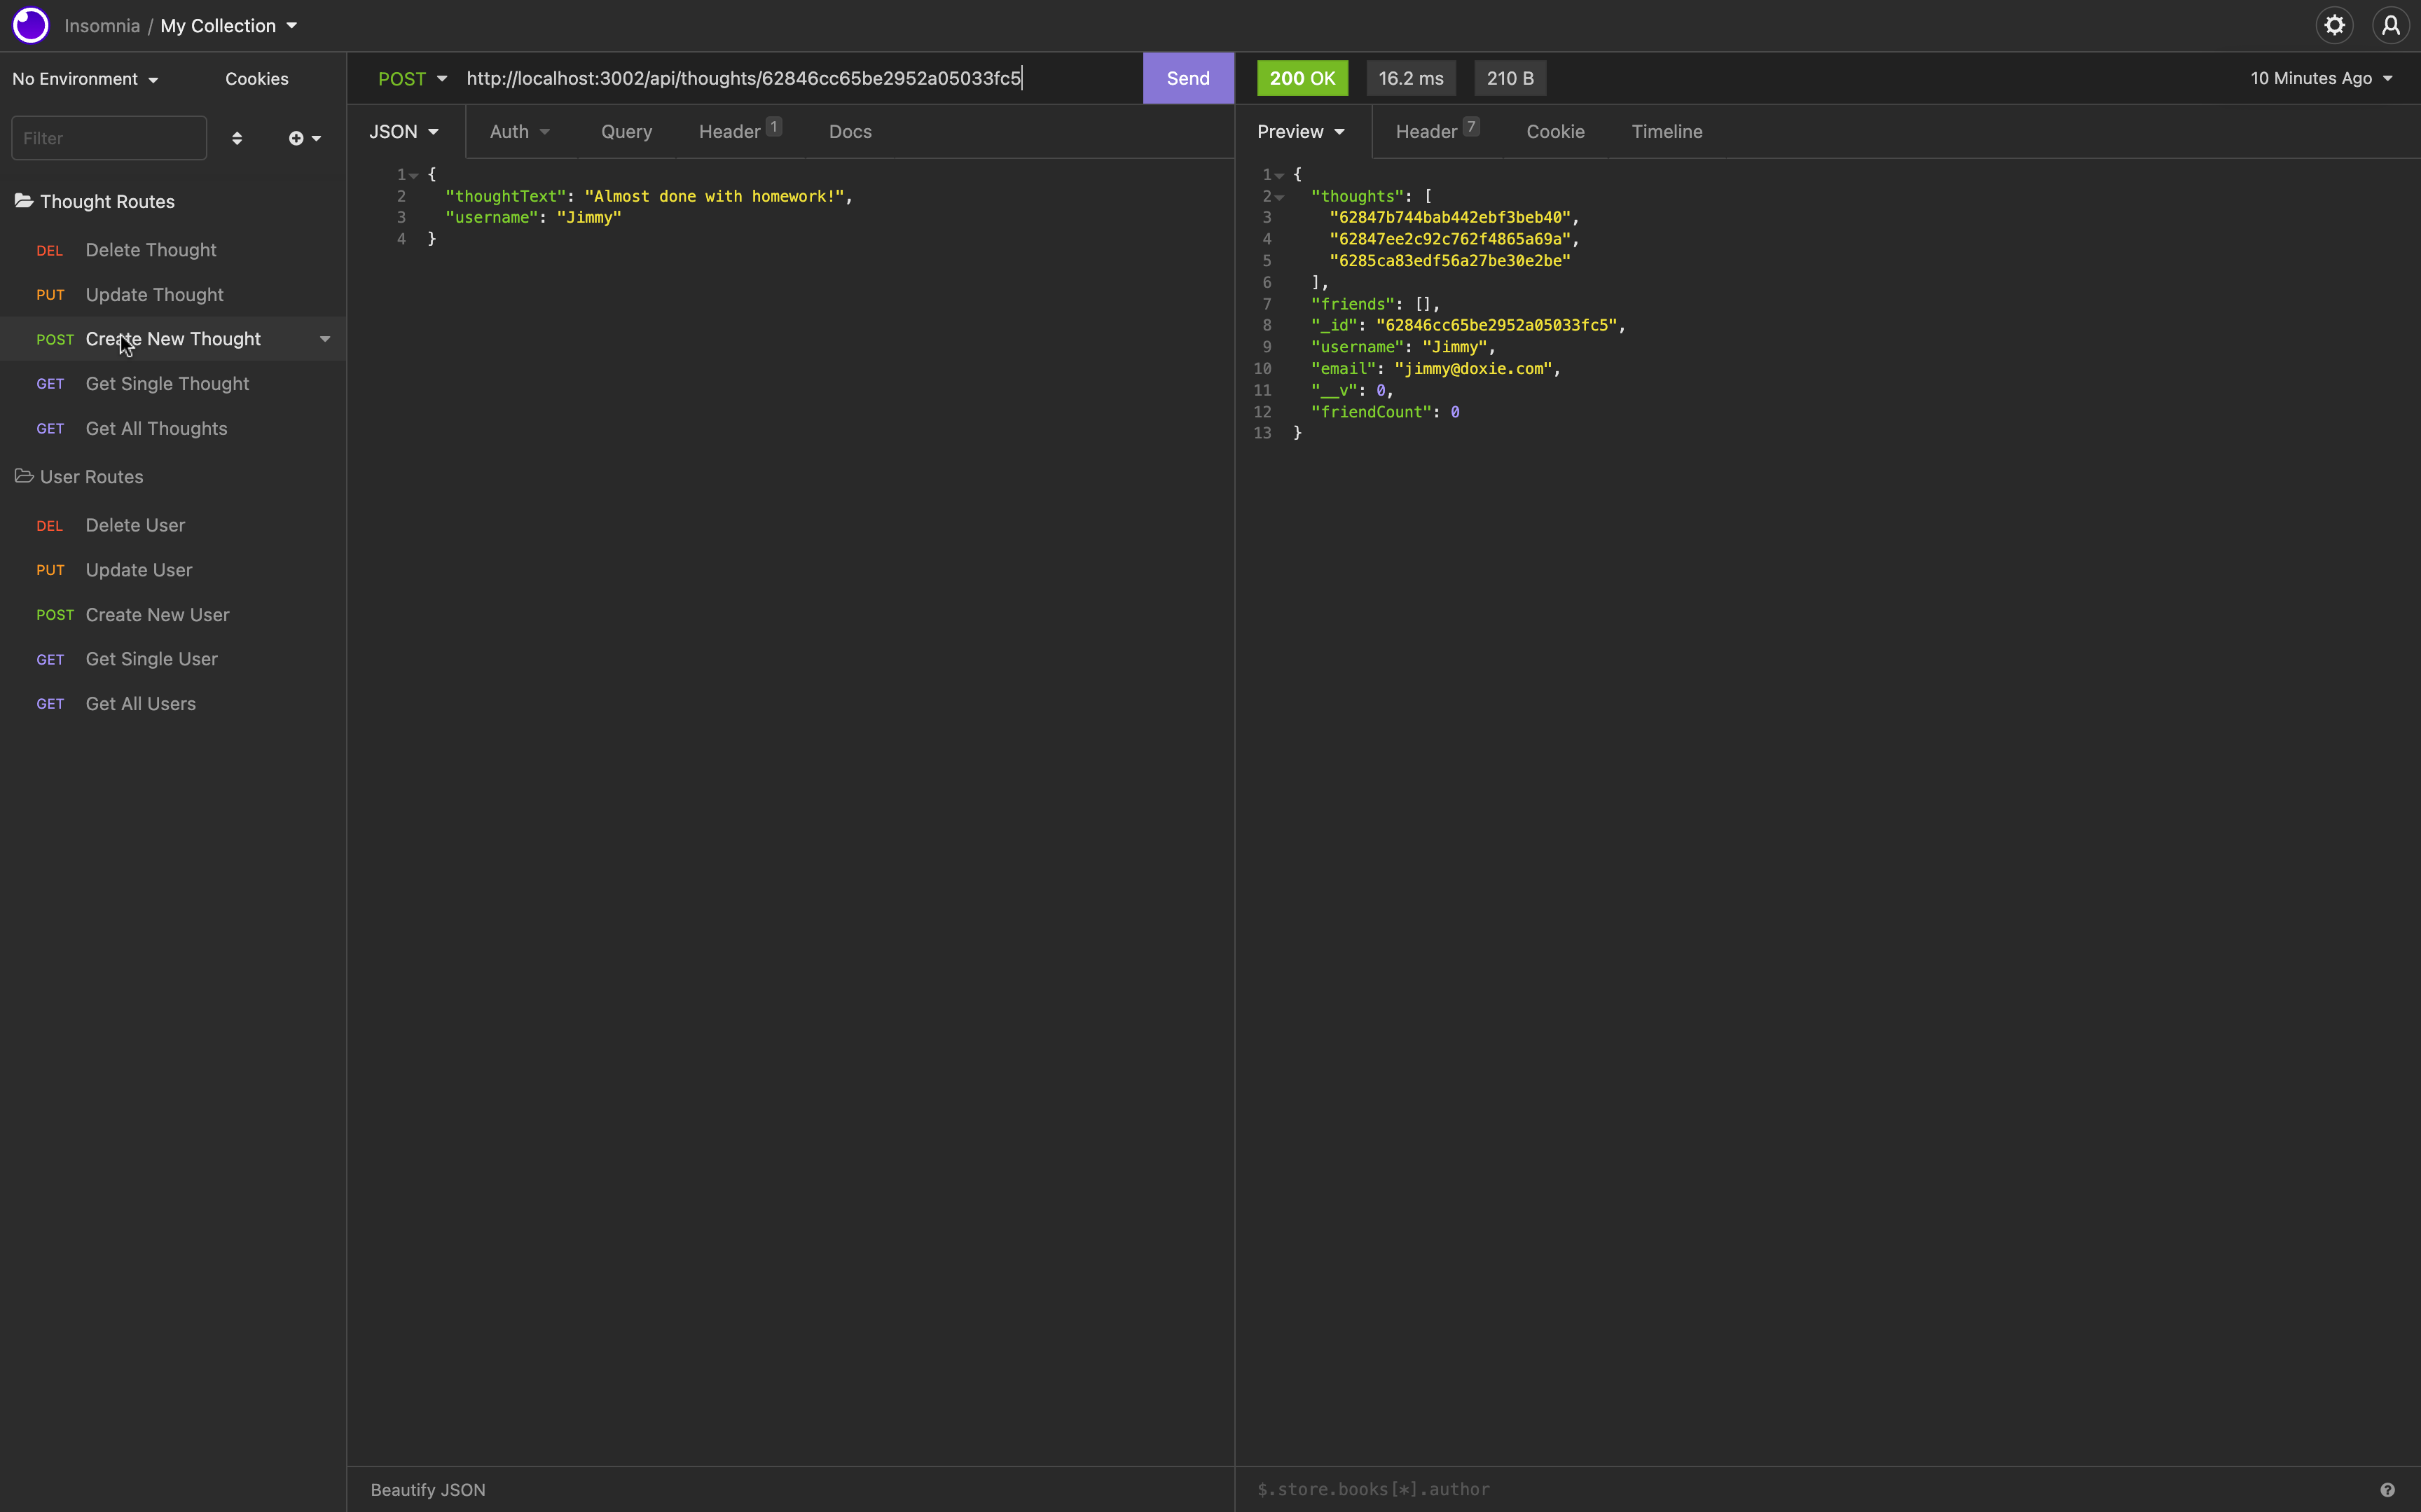 Insomnia / My Collection
No Environment
Cookies
Filter
Thought Routes
DEL Delete Thought
PUT Update Thought
POST Create New Thought
GET Get Single Thought
GET Get All Thoughts
User Routes
DEL Delete User
PUT Update User
POST Create New User
GET Get Single User
GET Get All Users
POST http://localhost:3002/api/thoughts/62846cc65be2952a05033fc5 Send
JSON Auth Query Header 1 Docs
1 {
2 "thoughtText": "Almost done with homework!",
3 "username": "Jimmy"
4 }
Beautify JSON
200 OK 16.2 ms 210 B 10 Minutes Ago
Preview Header 7 Cookie Timeline
1 {
2 "thoughts": [
3 "62847b744bab442ebf3beb40",
4 "62847ee2c92c762f4865a69a",
5 "6285ca83edf56a27be30e2be"
6 ],
7 "friends": [],
8 "_id": "62846cc65be2952a05033fc5",
9 "username": "Jimmy",
10 "email": "jimmy@doxie.com",
11 "__v": 0,
12 "friendCount": 0
13 }
$.store.books[*].author
?